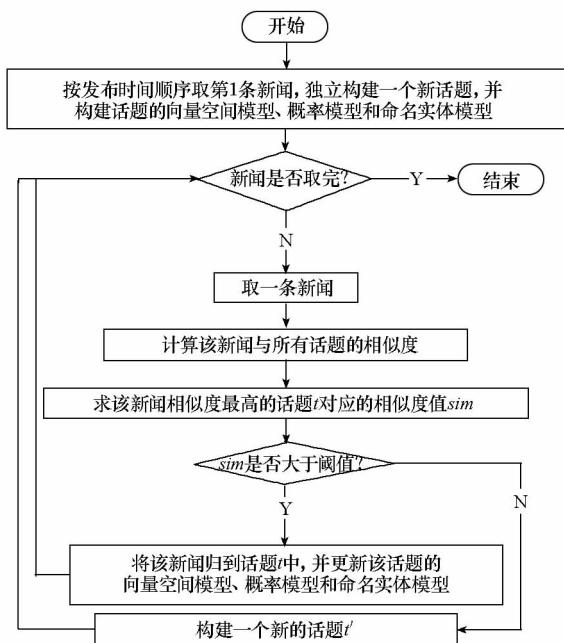 开始
按发布时间顺序取第1条新闻,独立构建一个新话题,并
构建话题的向量空间模型、概率模型和命名实体模型
新闻是否取完?
Y
结束
N
取一条新闻
计算该新闻与所有话题的相似度
求该新闻相似度最高的话题t对应的相似度值sim
sim是否大于阈值?
N
Y
将该新闻归到话题t中,并更新该话题的
向量空间模型、概率模型和命名实体模型
构建一个新的话题t'